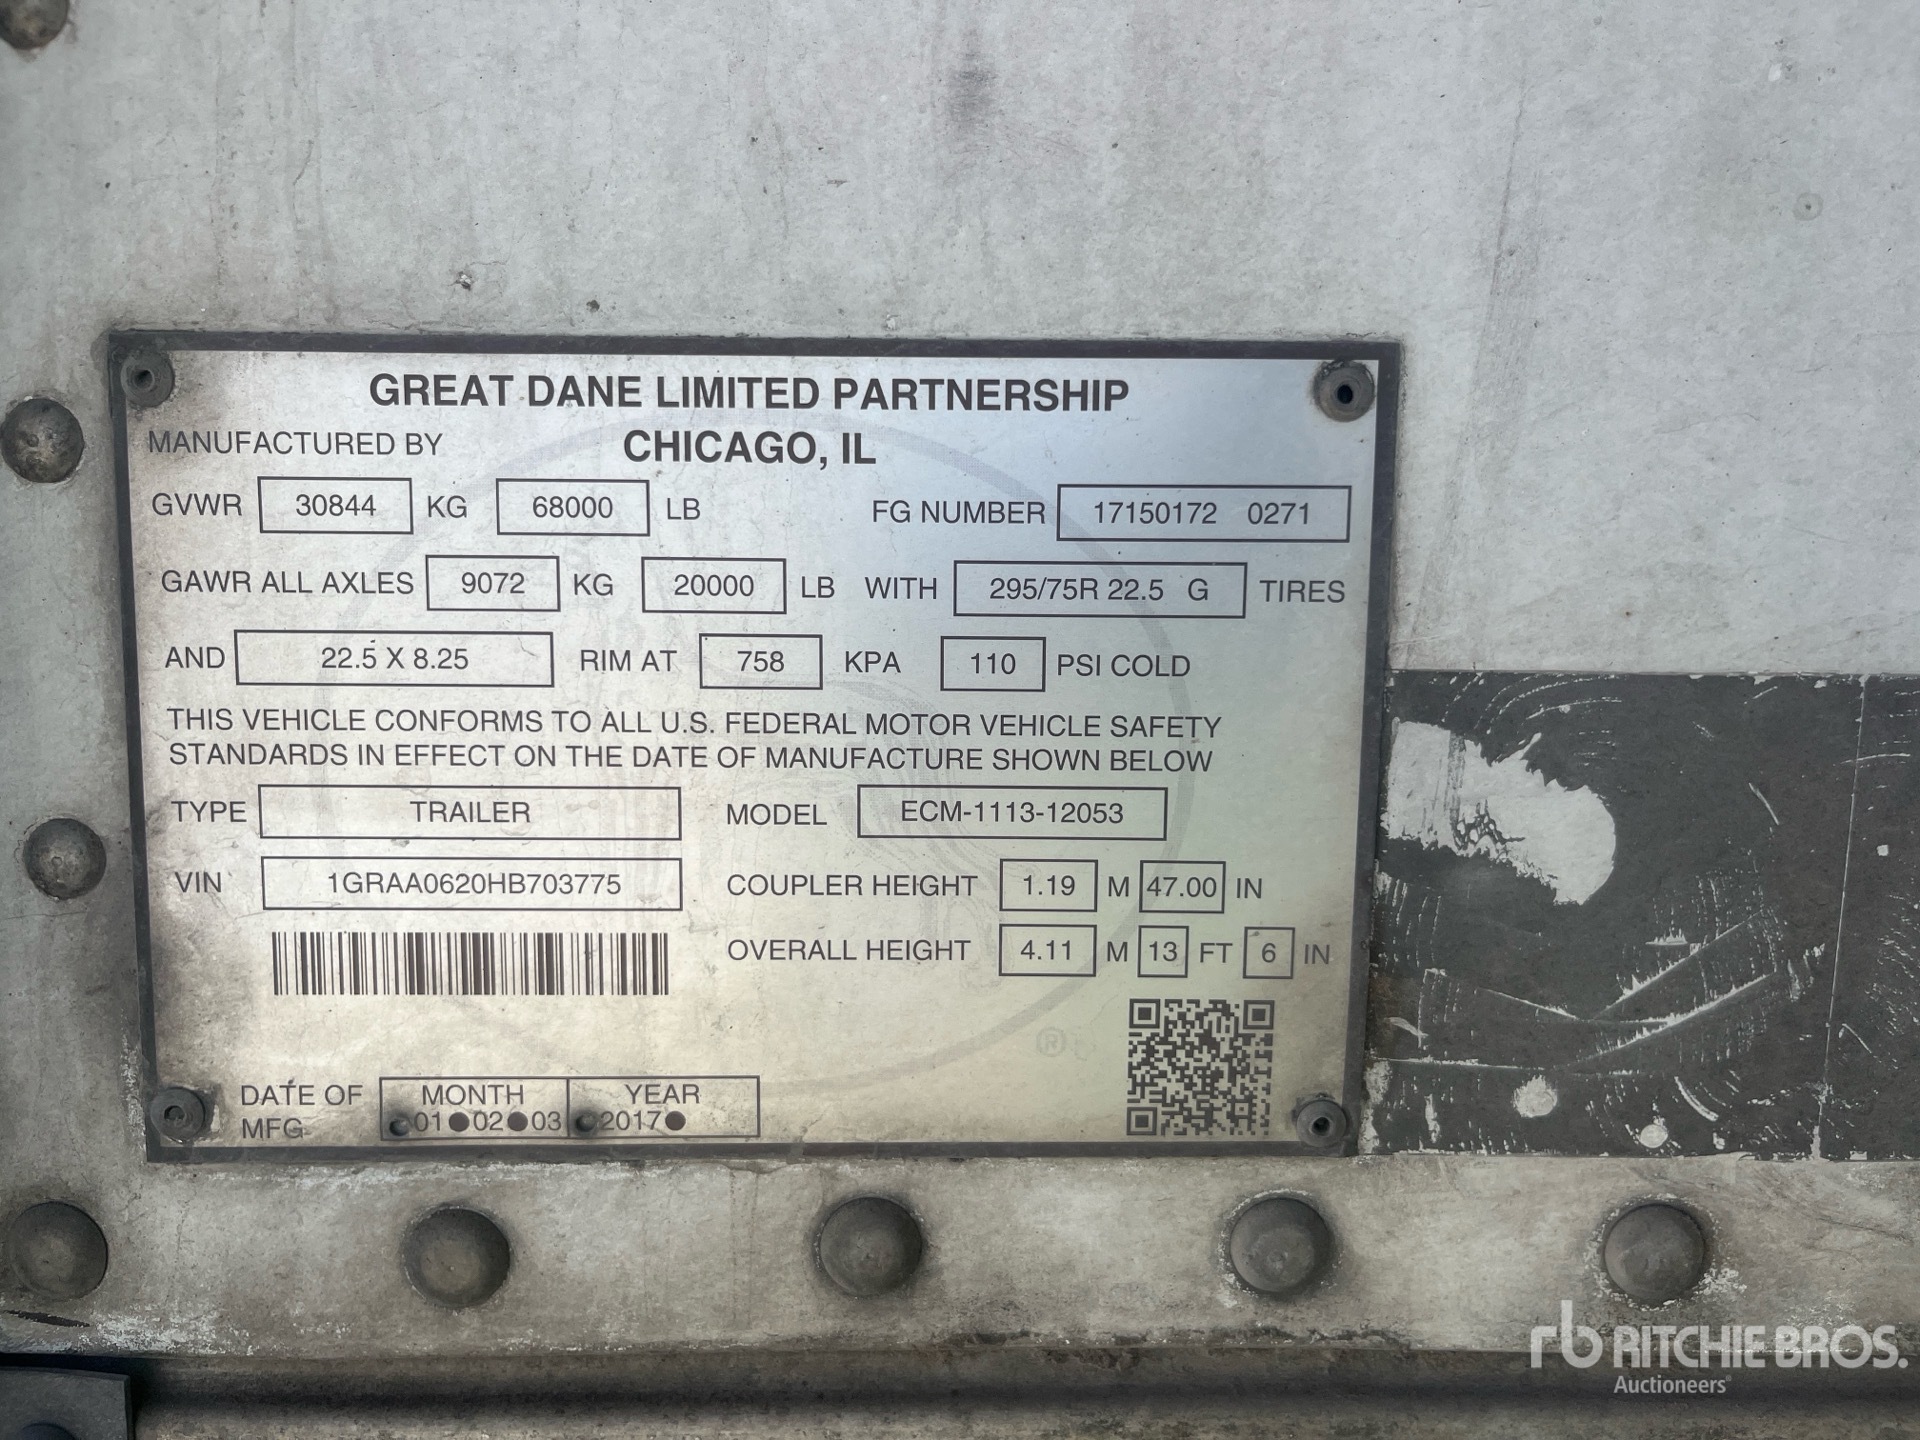 GREAT DANE LIMITED PARTNERSHIP
MANUFACTURED BY CHICAGO, IL
GVWR 30844 KG 68000 LB FG NUMBER 17150172 0271
GAWR ALL AXLES 9072 KG 20000 LB WITH 295/75R 22.5 G TIRES
AND 22.5 X 8.25 RIM AT 758 KPA 110 PSI COLD
THIS VEHICLE CONFORMS TO ALL U.S. FEDERAL MOTOR VEHICLE SAFETY
STANDARDS IN EFFECT ON THE DATE OF MANUFACTURE SHOWN BELOW
TYPE TRAILER MODEL ECM-1113-12053
VIN 1GRAA0620HB703775 COUPLER HEIGHT 1.19 M 47.00 IN
OVERALL HEIGHT 4.11 M 13 FT 6 IN
®
DATE OF MONTH YEAR
MFG 01 02 03 2017
rb RITCHIE BROS.
Auctioneers®